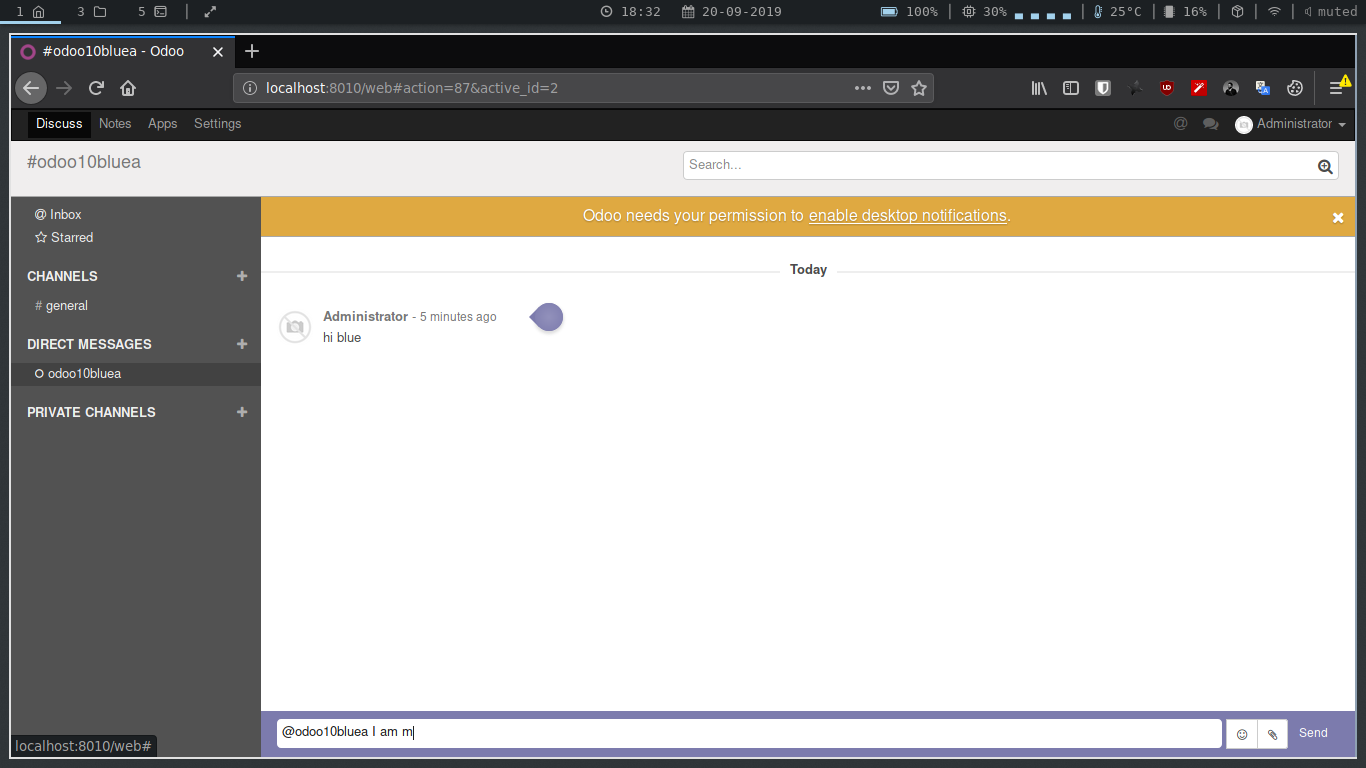 1 3 5 18:32 20-09-2019 100% 30% 25°C 16% muted
#odoo10bluea - Odoo
localhost:8010/web#action=87&active_id=2
Discuss Notes Apps Settings @ Administrator
#odoo10bluea Search...
@ Inbox
Odoo needs your permission to enable desktop notifications.
Starred
Today
CHANNELS +
# general
Administrator - 5 minutes ago
hi blue
DIRECT MESSAGES +
odoo10bluea
PRIVATE CHANNELS +
@odoo10bluea I am m
Send
localhost:8010/web#